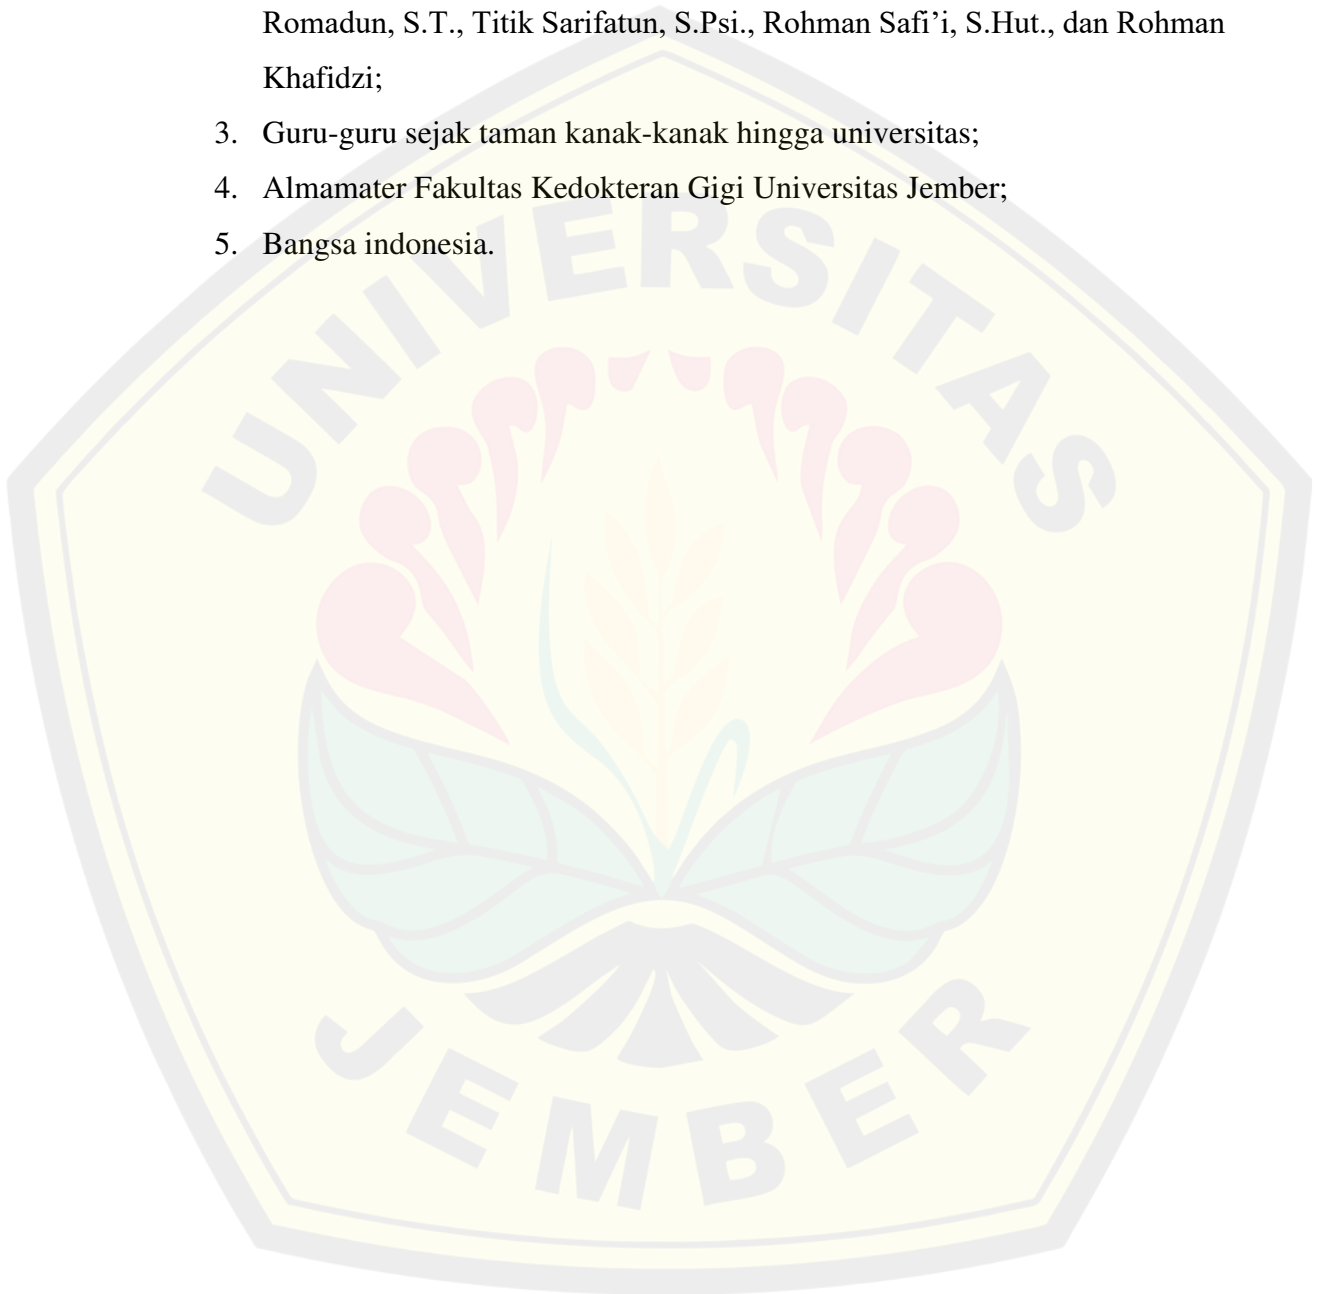 Romadun, S.T., Titik Sarifatun, S.Psi., Rohman Safi’i, S.Hut., dan Rohman
Khafidzi;
3. Guru-guru sejak taman kanak-kanak hingga universitas;
4. Almamater Fakultas Kedokteran Gigi Universitas Jember;
5. Bangsa indonesia.
UNIVERSITAS
JEMBER